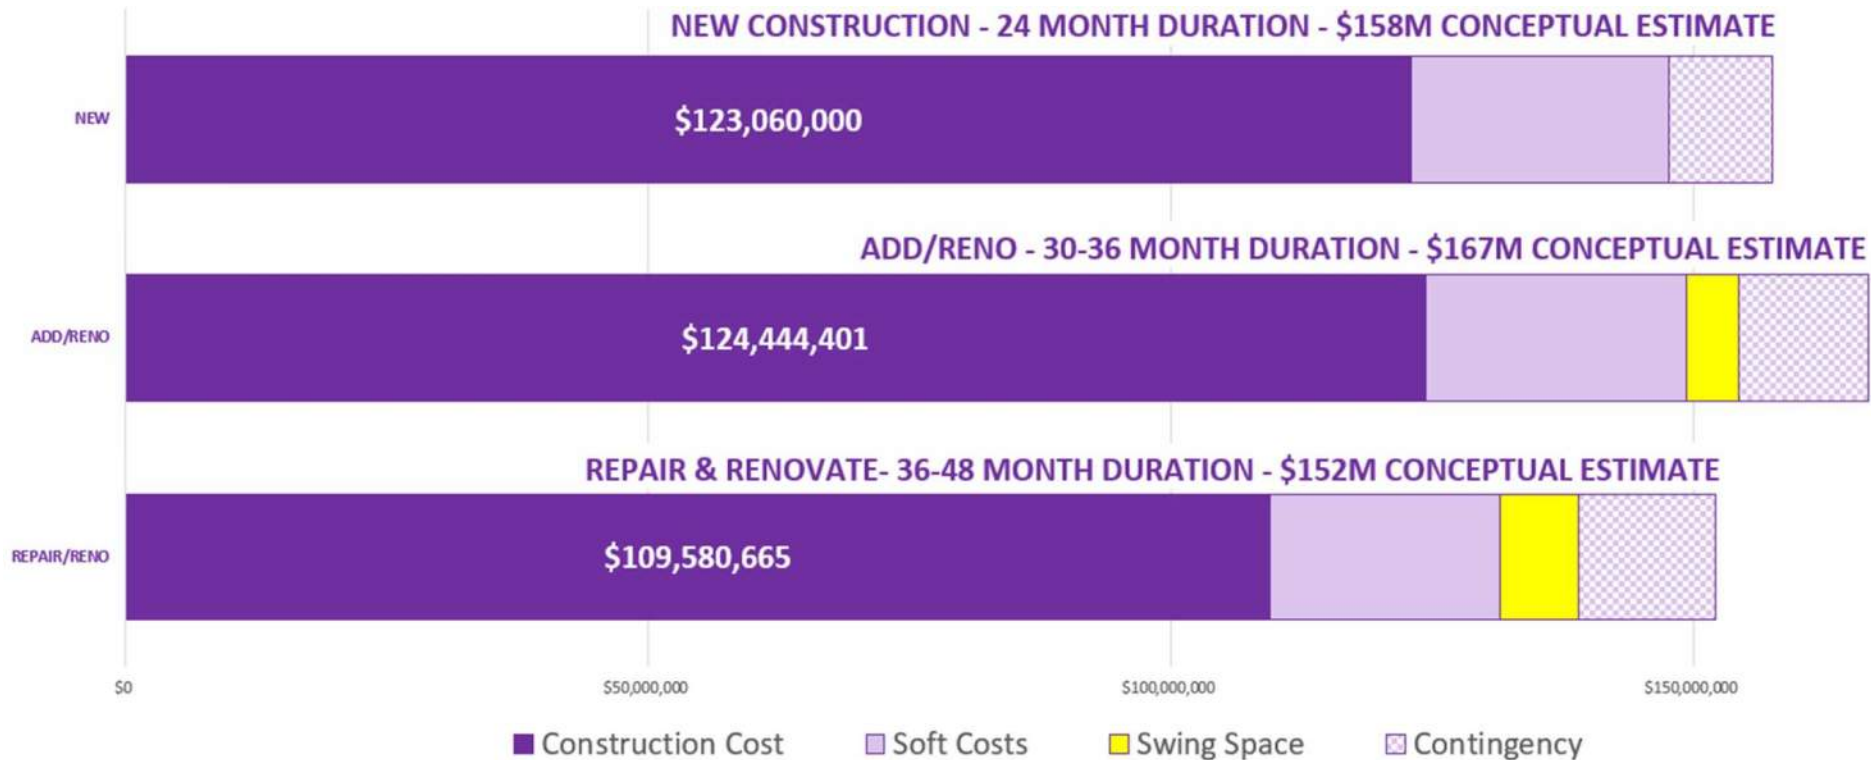 NEW CONSTRUCTION - 24 MONTH DURATION - $158M CONCEPTUAL ESTIMATE
NEW
$123,060,000
ADD/RENO - 30-36 MONTH DURATION - $167M CONCEPTUAL ESTIMATE
ADD/RENO
$124,444,401
REPAIR & RENOVATE- 36-48 MONTH DURATION - $152M CONCEPTUAL ESTIMATE
REPAIR/RENO
$109,580,665
$0 $50,000,000 $100,000,000 $150,000,000
Construction Cost Soft Costs Swing Space Contingency